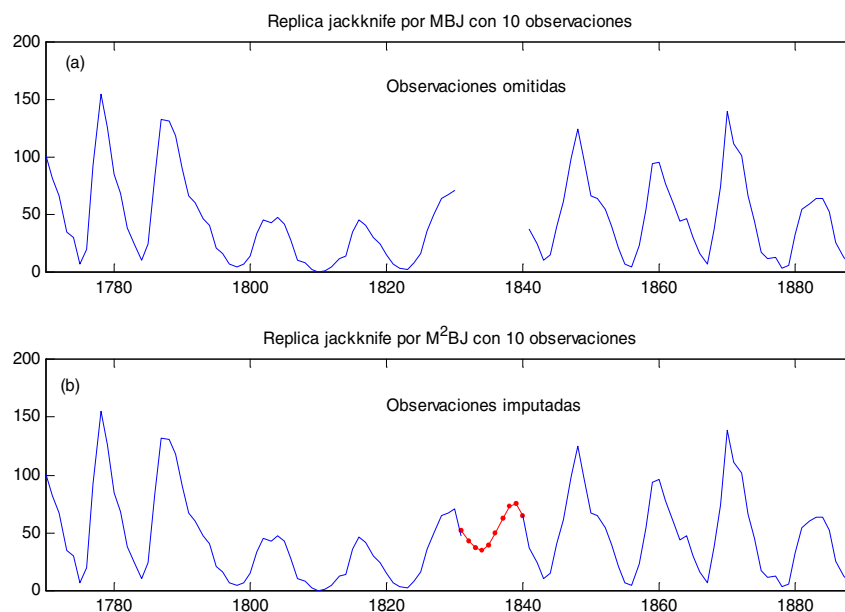 Replica jackknife por MBJ con 10 observaciones
200
(a)
Observaciones omitidas
150
100
50
0
1780 1800 1820 1840 1860 1880
Replica jackknife por M²BJ con 10 observaciones
200
(b)
Observaciones imputadas
150
100
50
0
1780 1800 1820 1840 1860 1880